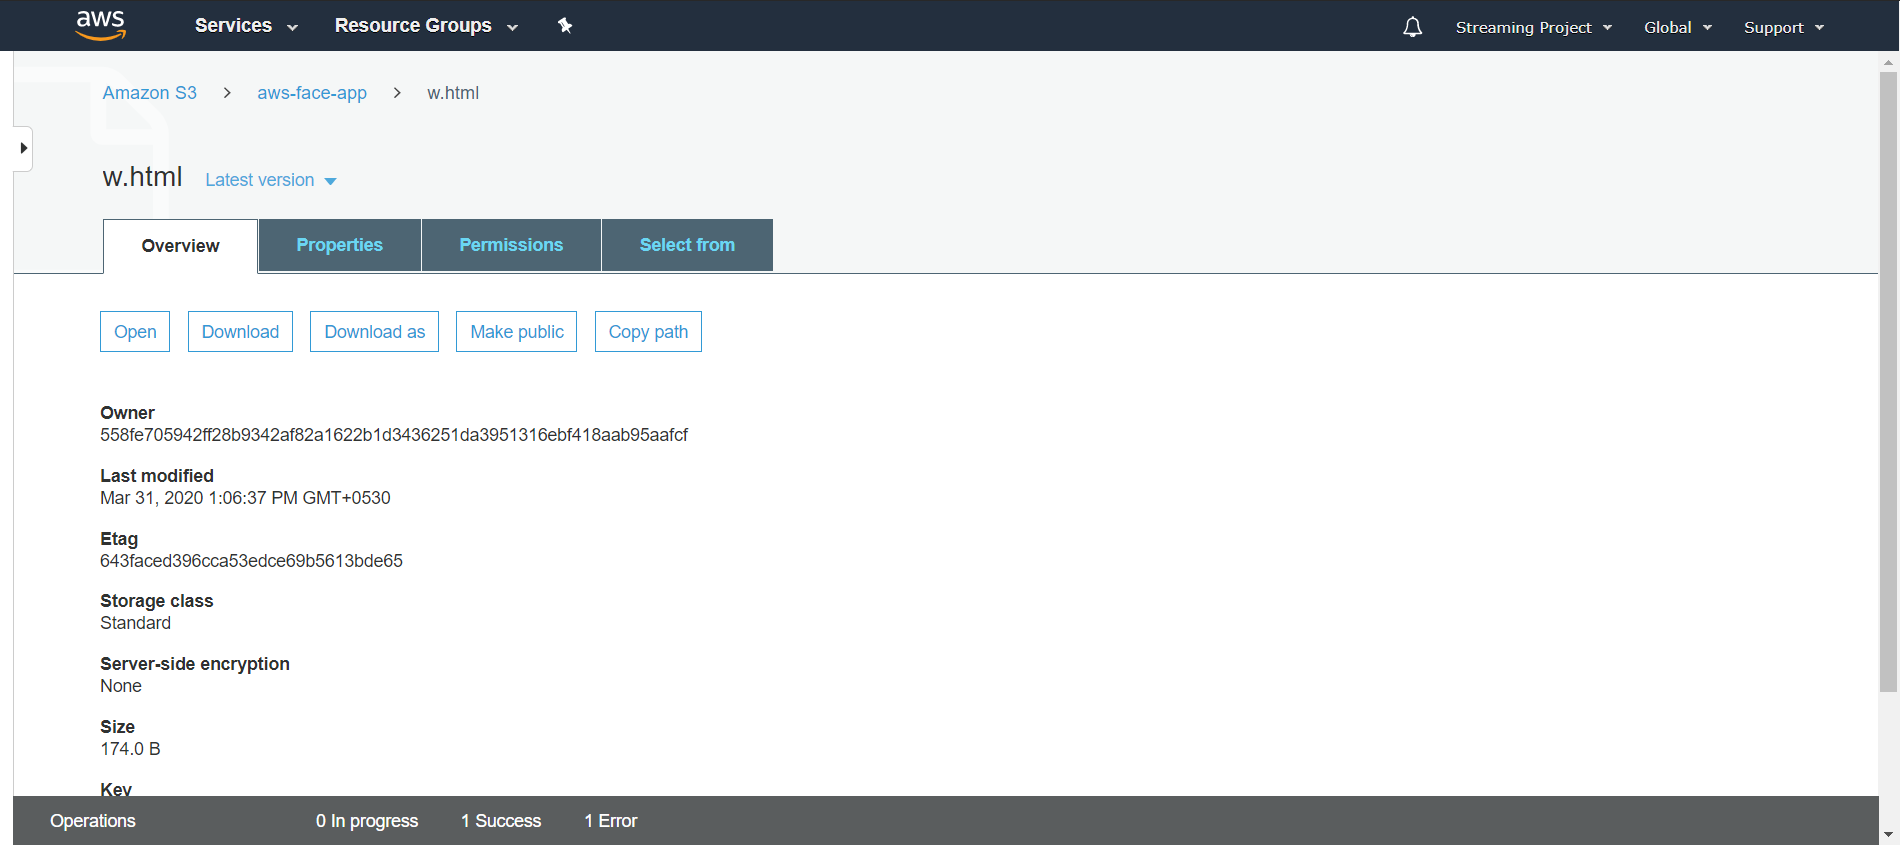 aws Services Resource Groups Streaming Project Global Support
Amazon S3 > aws-face-app > w.html
w.html Latest version
Overview Properties Permissions Select from
Open Download Download as Make public Copy path
Owner
558fe705942ff28b9342af82a1622b1d3436251da3951316ebf418aab95aafcf
Last modified
Mar 31, 2020 1:06:37 PM GMT+0530
Etag
643faced396cca53edce69b5613bde65
Storage class
Standard
Server-side encryption
None
Size
174.0 B
Key
Operations 0 In progress 1 Success 1 Error